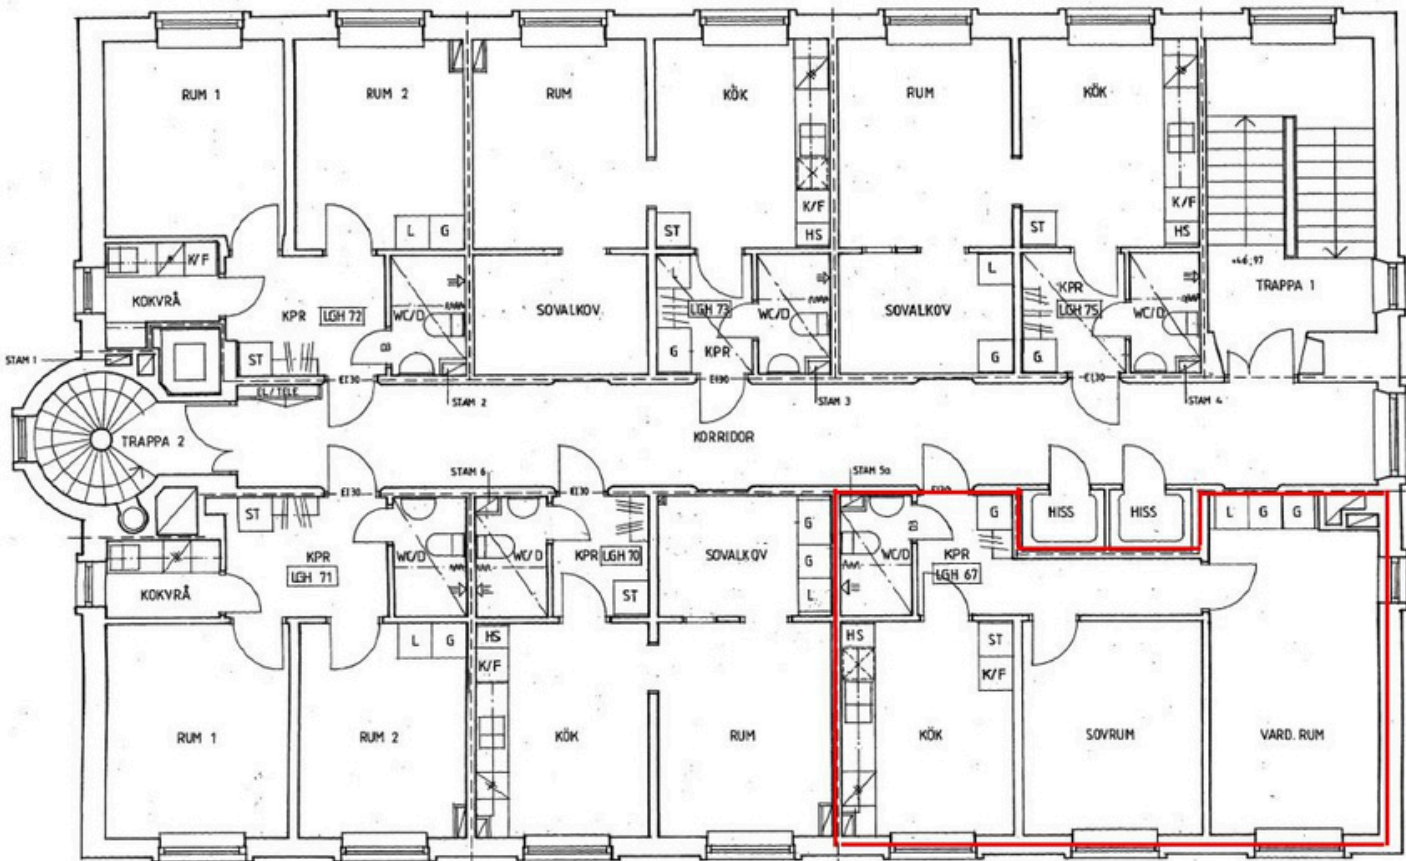 RUM 1
RUM 2
RUM
KÖK
RUM
KÖK
K/F
HS
K/F
HS
L G
ST
ST
K/F
KOKVRÅ
KPR
LGH 72
WC/D
SOVALKOV
L
LGH 73
WC/D
G
KPR
SOVALKOV
L
G
KPR
LGH 75
G
WC/D
+46,97
TRAPPA 1
STAM 1
ST
EI30
EI30
EI30
EL/TELE
STAM 2
STAM 3
STAM 4
TRAPPA 2
KORRIDOR
STAM 6
STAM 5a
EI30
EI30
EI30
ST
KPR
LGH 71
WC/D
WC/D
KPR
LGH 70
ST
SOVALKOV
G
G
L
WC/D
G
KPR
LGH 67
HISS
HISS
L G G
KOKVRÅ
L G
HS
K/F
HS
ST
K/F
RUM 1
RUM 2
KÖK
RUM
KÖK
SOVRUM
VARD. RUM